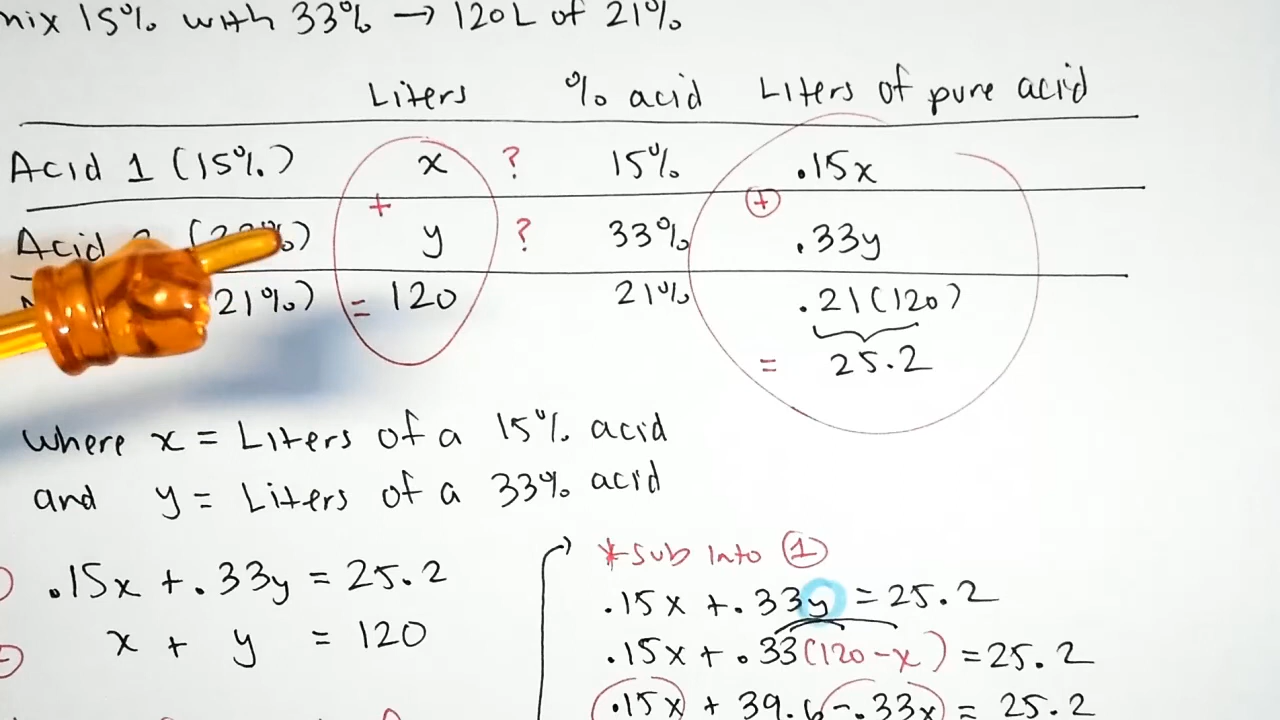 mix 15% with 33% → 120L of 21%
Liters % acid Liters of pure acid
Acid 1 (15%) x ? 15% .15x
+ +
Acid y ? 33% .33y
21%) = 120 21% .21(120)
= 25.2
where x = Liters of a 15% acid
and y = Liters of a 33% acid
.15x + .33y = 25.2
x + y = 120
*Sub into 1
.15x + .33y = 25.2
.15x + .33(120-x) = 25.2
.15x + 39.6 - .33x = 25.2